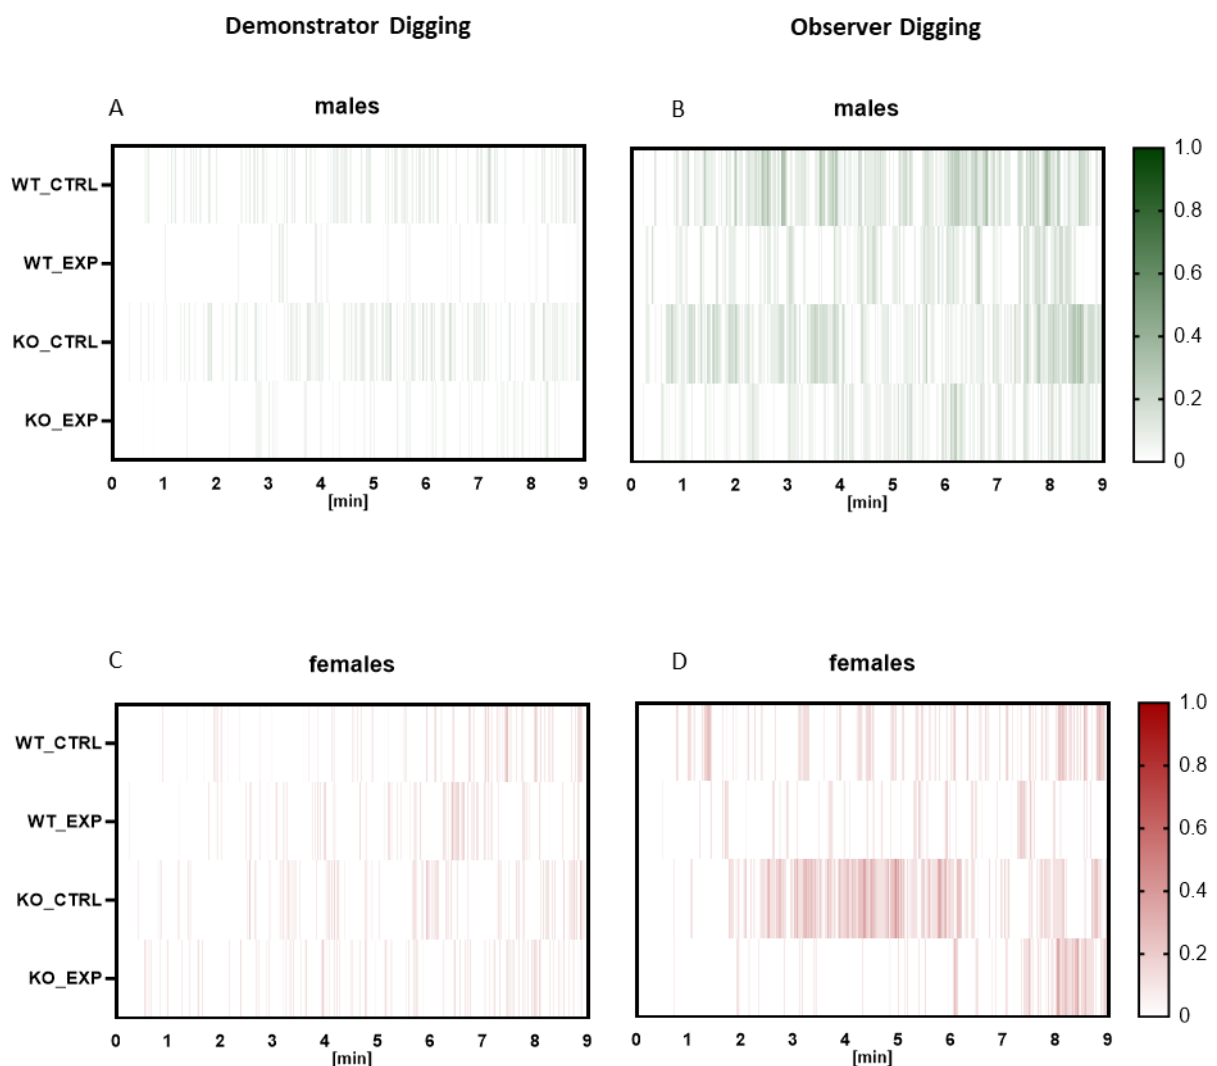 Demonstrator Digging
Observer Digging
A
males
B
males
WT_CTRL
WT_EXP
KO_CTRL
KO_EXP
1.0
0.8
0.6
0.4
0.2
0
0 1 2 3 4 5 6 7 8 9
[min]
0 1 2 3 4 5 6 7 8 9
[min]
C
females
D
females
WT_CTRL
WT_EXP
KO_CTRL
KO_EXP
1.0
0.8
0.6
0.4
0.2
0
0 1 2 3 4 5 6 7 8 9
[min]
0 1 2 3 4 5 6 7 8 9
[min]